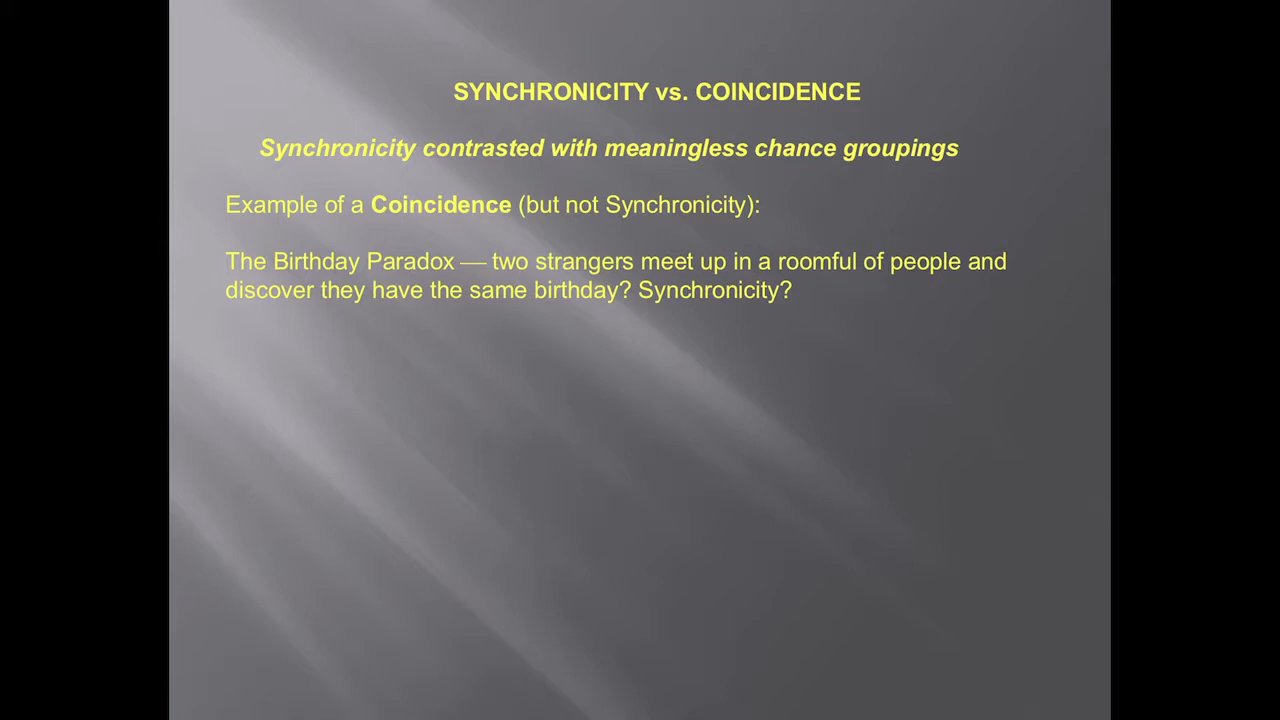 SYNCHRONICITY vs. COINCIDENCE
Synchronicity contrasted with meaningless chance groupings
Example of a Coincidence (but not Synchronicity):
The Birthday Paradox — two strangers meet up in a roomful of people and
discover they have the same birthday? Synchronicity?